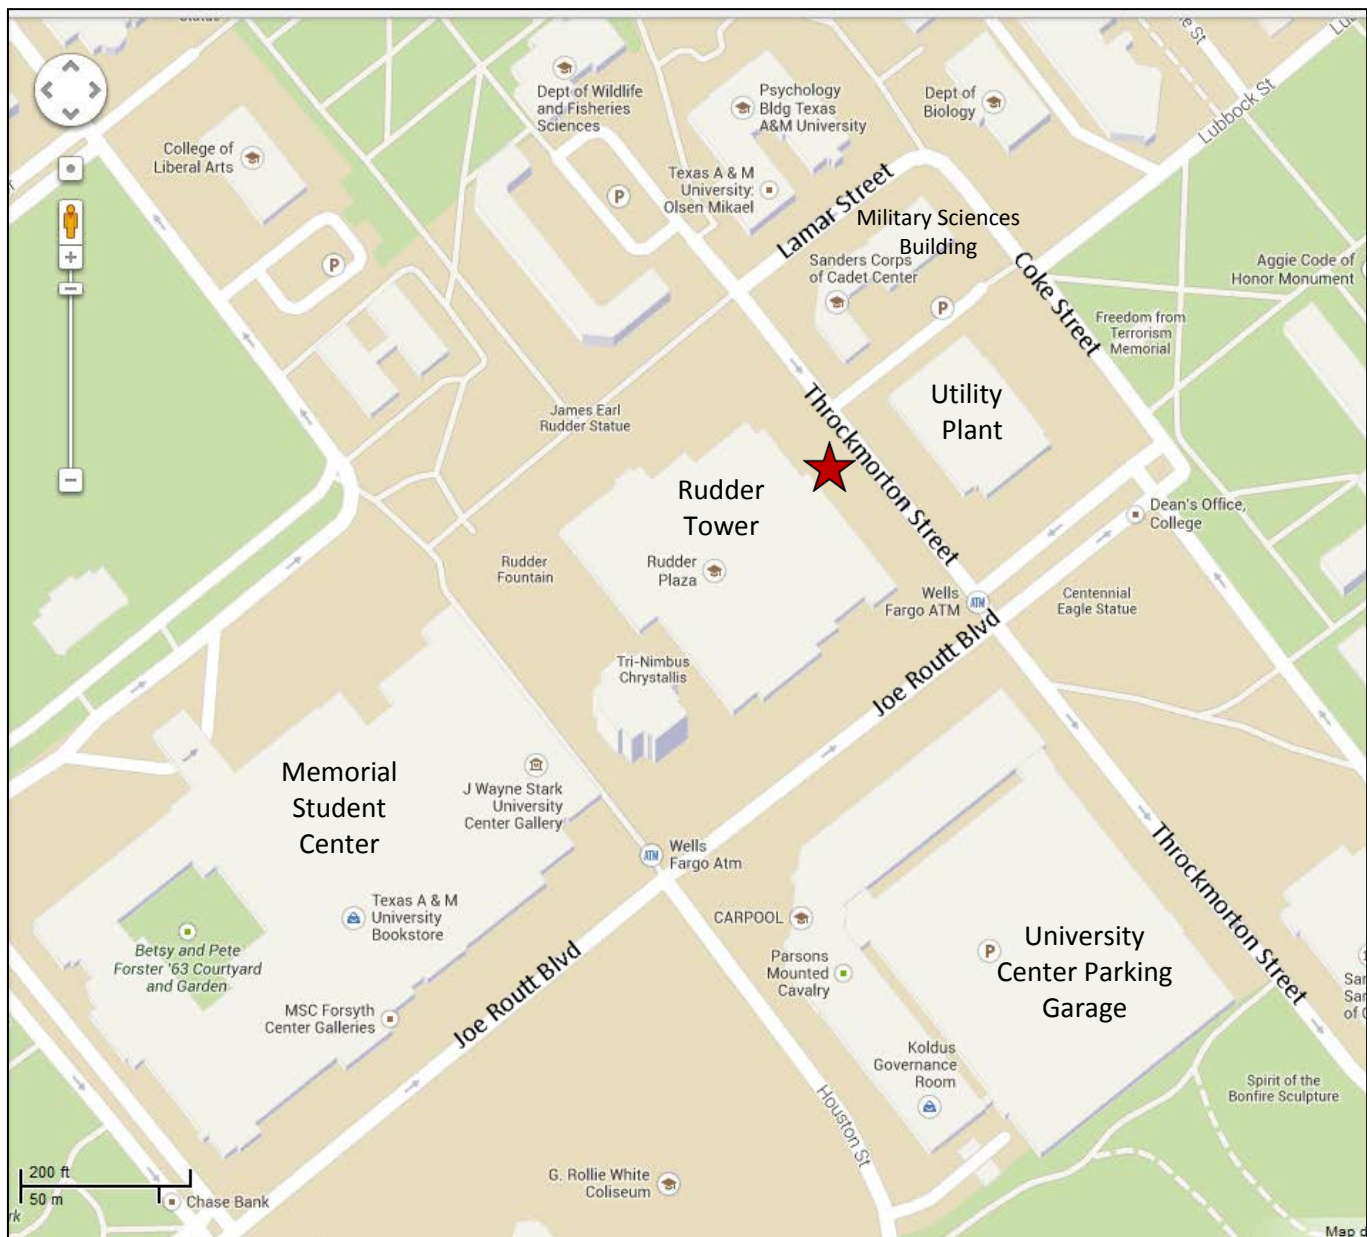 Dept of Wildlife
and Fisheries
Sciences
Psychology
Bldg Texas
A&M University
Dept of
Biology
Lubbock St
College of
Liberal Arts
P
Texas A & M
University:
Olsen Mikael
Lamar Street
Military Sciences
Building
Sanders Corps
of Cadet Center
P
P
Coke Street
Aggie Code of
Honor Monument
Freedom from
Terrorism
Memorial
James Earl
Rudder Statue
Throckmorton Street
Utility
Plant
Rudder
Tower
Dean's Office,
College
Rudder
Fountain
Rudder
Plaza
Wells
Fargo ATM
ATM
Centennial
Eagle Statue
Joe Routt Blvd
Tri-Nimbus
Chrystallis
Memorial
Student
Center
J Wayne Stark
University
Center Gallery
ATM
Wells
Fargo Atm
Throckmorton Street
Texas A & M
University
Bookstore
CARPOOL
Betsy and Pete
Forster '63 Courtyard
and Garden
Parsons
Mounted
Cavalry
P
University
Center Parking
Garage
MSC Forsyth
Center Galleries
Joe Routt Blvd
Koldus
Governance
Room
Houston St
Spirit of the
Bonfire Sculpture
200 ft
50 m
Chase Bank
G. Rollie White
Coliseum
Map